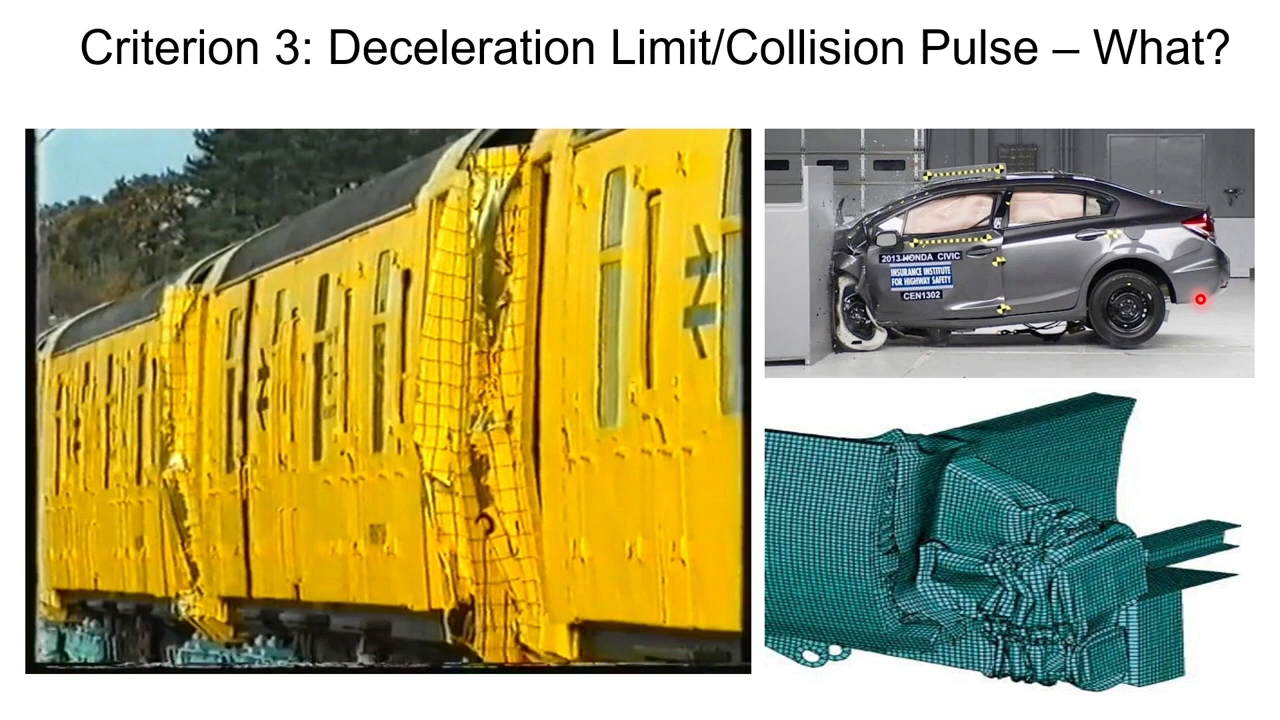 Criterion 3: Deceleration Limit/Collision Pulse – What?
2013 HONDA CIVIC
INSURANCE INSTITUTE
FOR HIGHWAY SAFETY
CEN1302